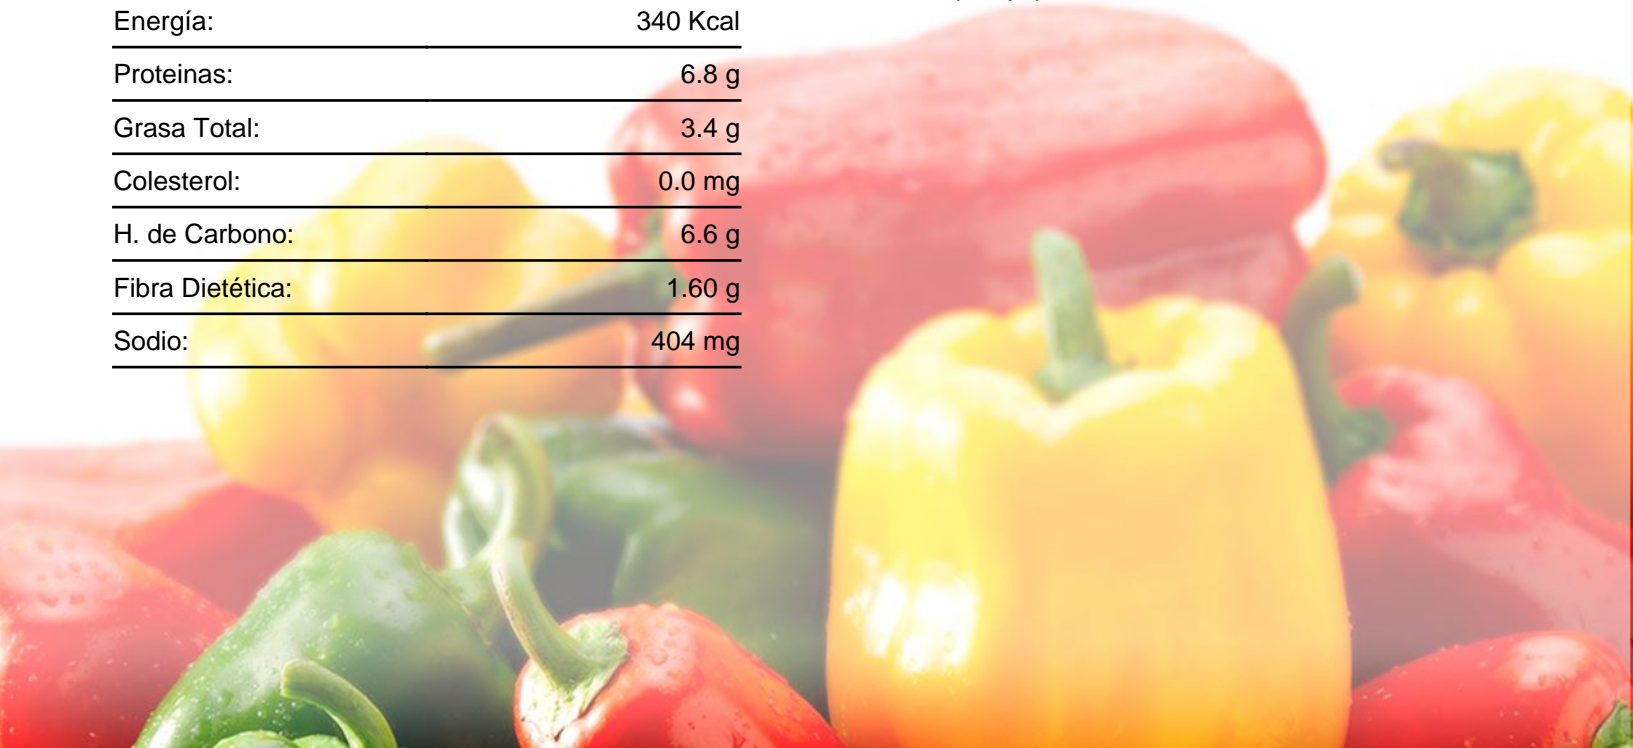 Energía: 340 Kcal
Proteinas: 6.8 g
Grasa Total: 3.4 g
Colesterol: 0.0 mg
H. de Carbono: 6.6 g
Fibra Dietética: 1.60 g
Sodio: 404 mg